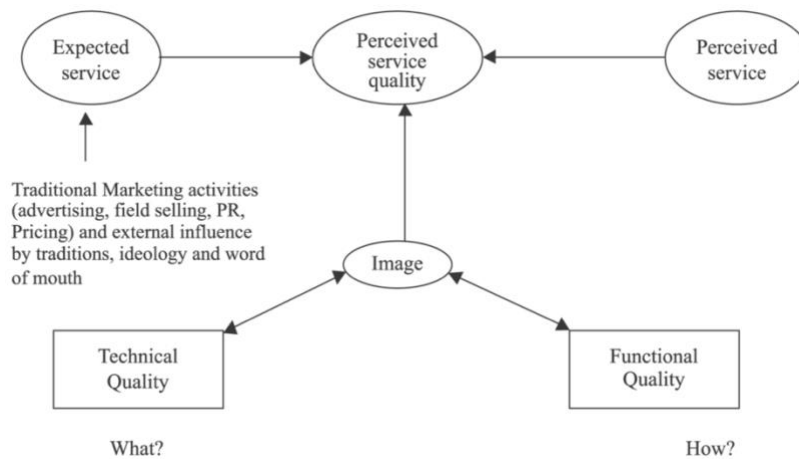 Expected
service
Perceived
service
quality
Perceived
service
Traditional Marketing activities
(advertising, field selling, PR,
Pricing) and external influence
by traditions, ideology and word
of mouth
Image
Technical
Quality
Functional
Quality
What?
How?